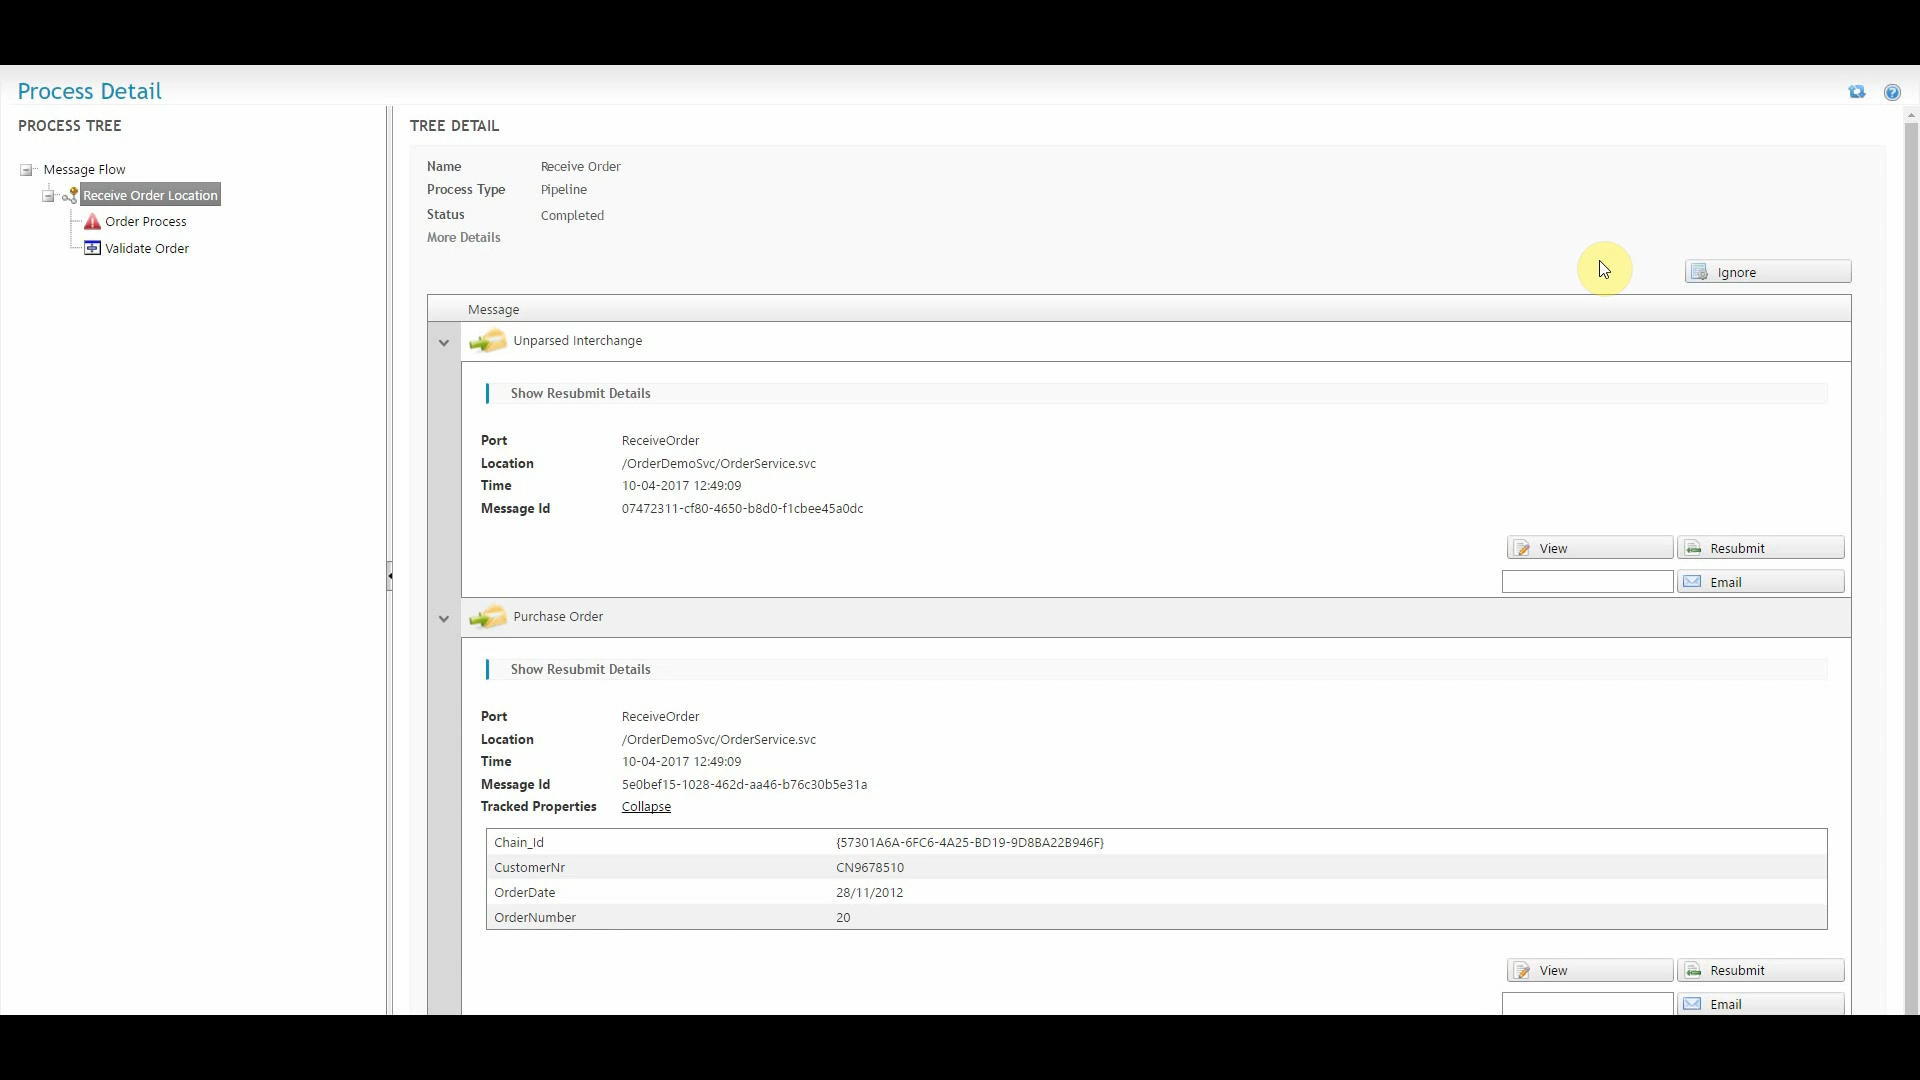 Process Detail
PROCESS TREE
Message Flow
Receive Order Location
Order Process
Validate Order
TREE DETAIL
Name Receive Order
Process Type Pipeline
Status Completed
More Details
Ignore
Message
Unparsed Interchange
Show Resubmit Details
Port ReceiveOrder
Location /OrderDemoSvc/OrderService.svc
Time 10-04-2017 12:49:09
Message Id 07472311-cf80-4650-b8d0-f1cbee45a0dc
View Resubmit
Email
Purchase Order
Show Resubmit Details
Port ReceiveOrder
Location /OrderDemoSvc/OrderService.svc
Time 10-04-2017 12:49:09
Message Id 5e0bef15-1028-462d-aa46-b76c30b5e31a
Tracked Properties Collapse
Chain_Id {57301A6A-6FC6-4A25-BD19-9D8BA22B946F}
CustomerNr CN9678510
OrderDate 28/11/2012
OrderNumber 20
View Resubmit
Email